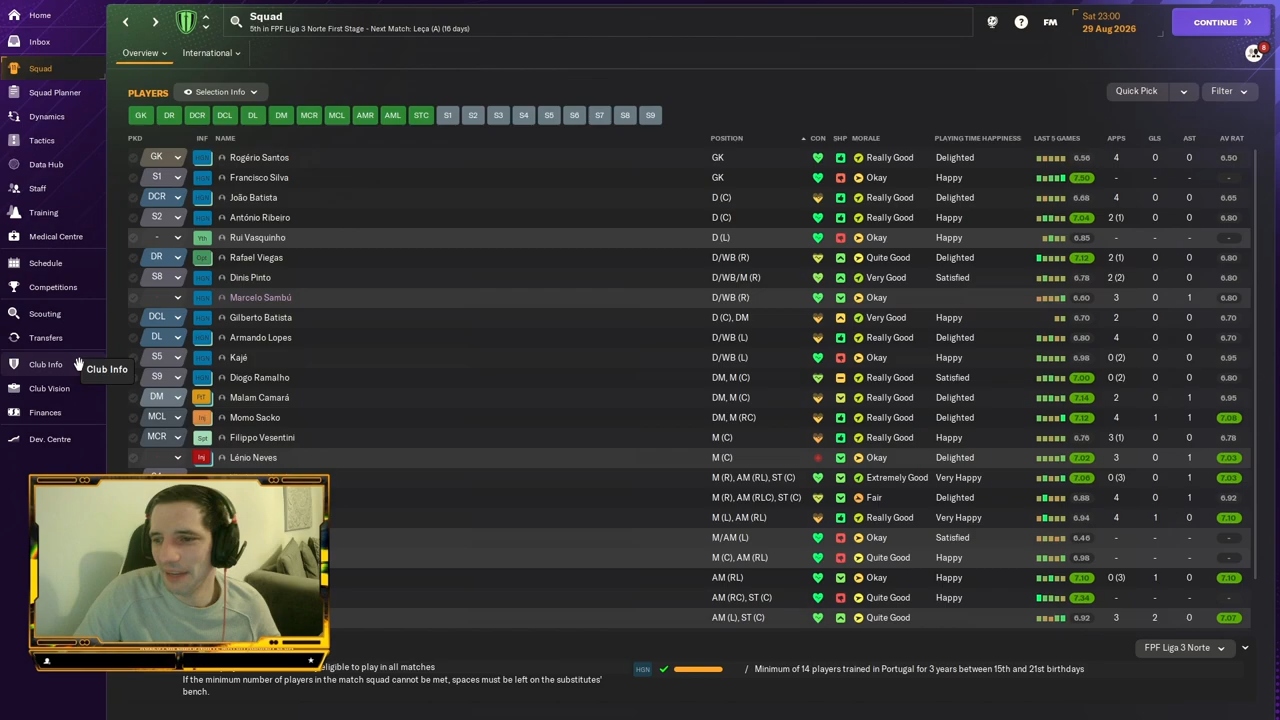 Home
Squad
5th in FPF Liga 3 Norte First Stage - Next Match: Leça (A) (16 days)
FM
Sat 23:00
29 Aug 2026
CONTINUE
8
Overview
International
Inbox
Squad
Squad Planner
Dynamics
Tactics
Data Hub
Staff
Training
Medical Centre
Schedule
Competitions
Scouting
Transfers
Club Info
Club Info
Club Vision
Finances
Dev. Centre
PLAYERS
Selection Info
Quick Pick
Filter
GK DR DCR DCL DL DM MCR MCL AMR AML STC S1 S2 S3 S4 S5 S6 S7 S8 S9
PKD INF NAME POSITION CON SHP MORALE PLAYING TIME HAPPINESS LAST 5 GAMES APPS GLS AST AV RAT
GK HGN Rogério Santos GK Really Good Delighted 6.56 4 0 0 6.50
S1 HGN Francisco Silva GK Okay Happy 7.50 - - - -
DCR HGN João Batista D (C) Really Good Delighted 6.68 4 0 0 6.65
S2 HGN António Ribeiro D (C) Really Good Happy 7.04 2 (1) 0 0 6.80
- Yth Rui Vasquinho D (L) Okay Happy 6.85 - - - -
DR Opt Rafael Viegas D/WB (R) Quite Good Delighted 7.12 2 (1) 0 0 6.80
S8 HGN Dinis Pinto D/WB/M (R) Very Good Satisfied 6.78 2 (2) 0 0 6.80
HGN Marcelo Sambú D/WB (R) Okay 6.60 3 0 1 6.80
DCL HGN Gilberto Batista D (C), DM Very Good Happy 6.70 2 0 0 6.70
DL HGN Armando Lopes D/WB (L) Really Good Delighted 6.80 4 0 0 6.80
S5 HGN Kajé D/WB (L) Okay Happy 6.98 0 (2) 0 0 6.95
S9 HGN Diogo Ramalho DM, M (C) Really Good Satisfied 7.00 0 (2) 0 0 6.80
DM FIT Malam Camará DM, M (C) Really Good Delighted 7.14 2 0 1 6.95
MCL Inj Momo Sacko DM, M (RC) Really Good Delighted 7.12 4 1 1 7.08
MCR Spt Filippo Vesentini M (C) Really Good Happy 6.76 3 (1) 0 0 6.78
Inj Lénio Neves M (C) Okay Delighted 7.02 3 0 1 7.03
M (R), AM (RL), ST (C) Extremely Good Very Happy 7.06 0 (3) 0 1 7.03
M (R), AM (RLC), ST (C) Fair Delighted 6.88 4 0 1 6.92
M (L), AM (RL) Really Good Very Happy 6.94 4 1 0 7.10
M/AM (L) Okay Satisfied 6.46 - - - -
M (C), AM (RL) Quite Good Happy 6.98 - - - -
AM (RL) Okay Happy 7.10 0 (3) 1 0 7.10
AM (RC), ST (C) Quite Good Happy 7.34 - - - -
AM (L), ST (C) Quite Good 6.92 3 2 0 7.07
FPF Liga 3 Norte
eligible to play in all matches
If the minimum number of players in the match squad cannot be met, spaces must be left on the substitutes'
bench.
HGN / Minimum of 14 players trained in Portugal for 3 years between 15th and 21st birthdays